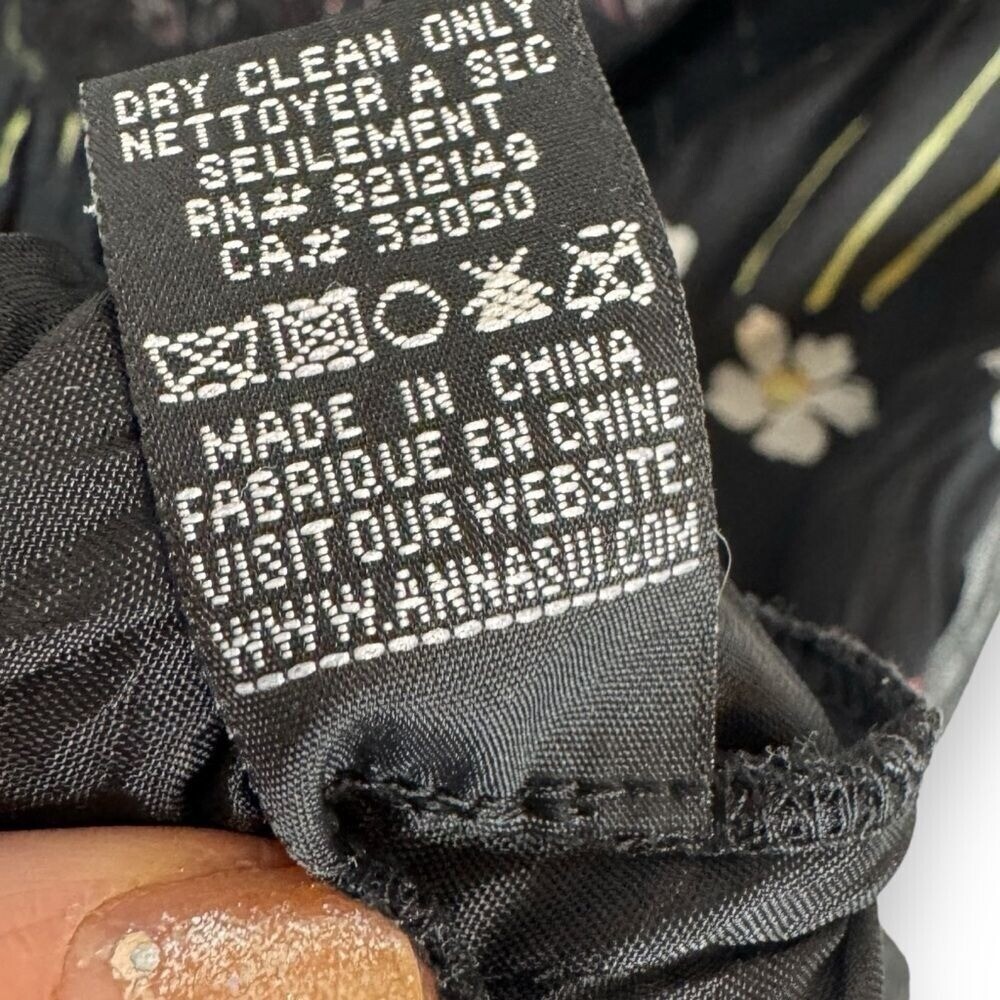 DRY CLEAN ONLY
NETTOYER A SEC
SEULEMENT
RN# 8212149
CA# 32050
MADE IN CHINA
FABRIQUE EN CHINE
VISIT OUR WEBSITE:
WWW.ANNASUI.COM